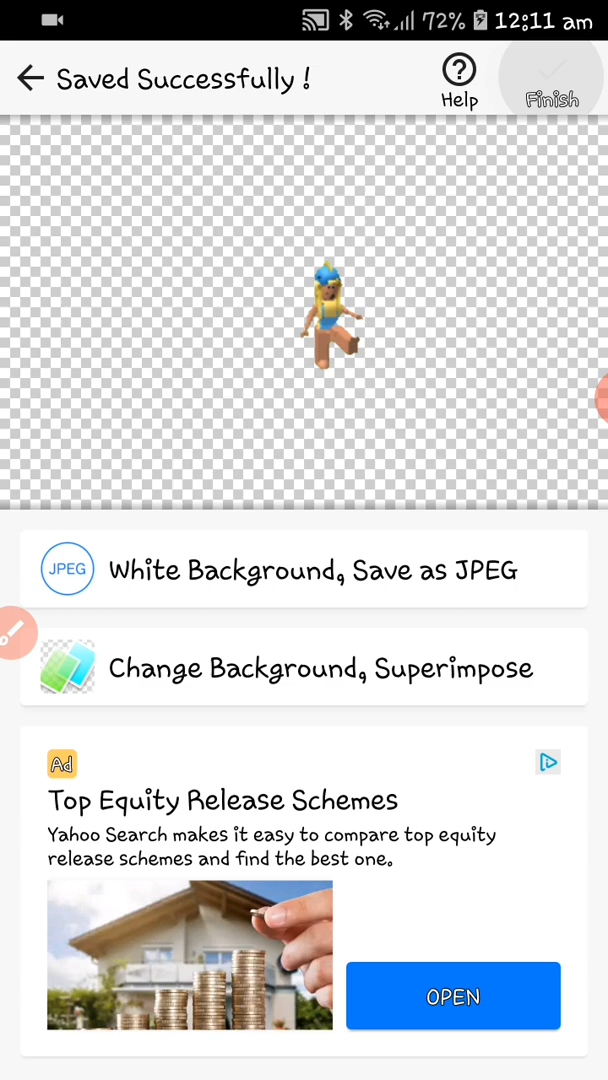 72% 12:11 am
Saved Successfully !
Help
Finish
JPEG White Background, Save as JPEG
Change Background, Superimpose
Ad
Top Equity Release Schemes
Yahoo Search makes it easy to compare top equity
release schemes and find the best one.
OPEN